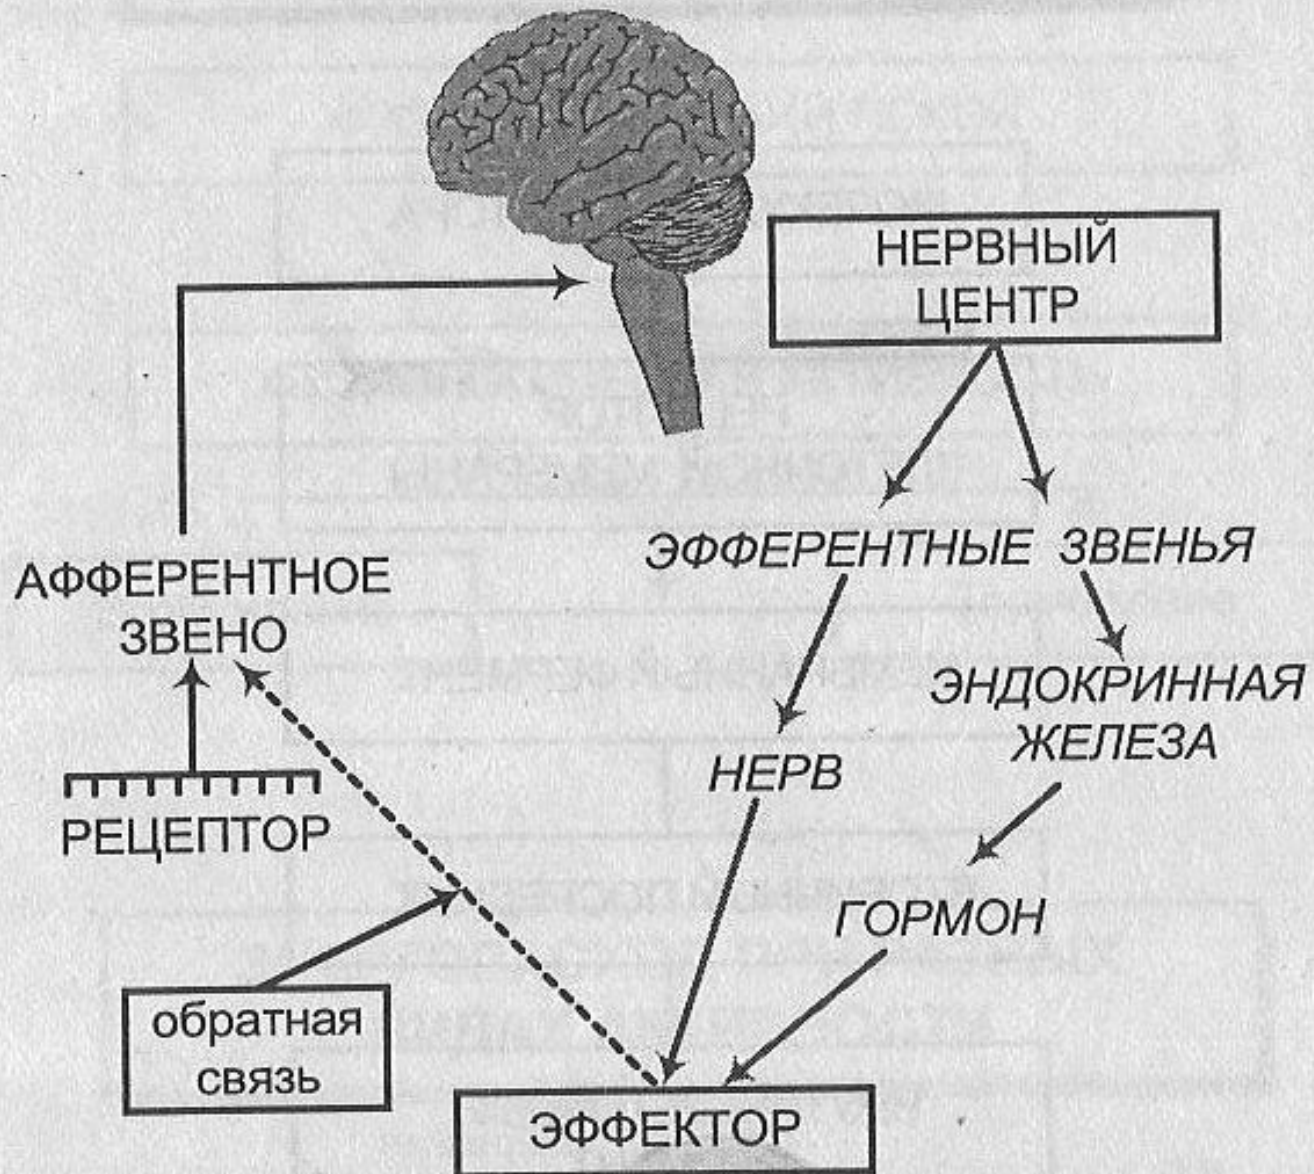 НЕРВНЫЙ
ЦЕНТР
ЭФФЕРЕНТНЫЕ ЗВЕНЬЯ
АФФЕРЕНТНОЕ
ЗВЕНО
ЭНДОКРИННАЯ
ЖЕЛЕЗА
НЕРВ
РЕЦЕПТОР
ГОРМОН
обратная
связь
ЭФФЕКТОР